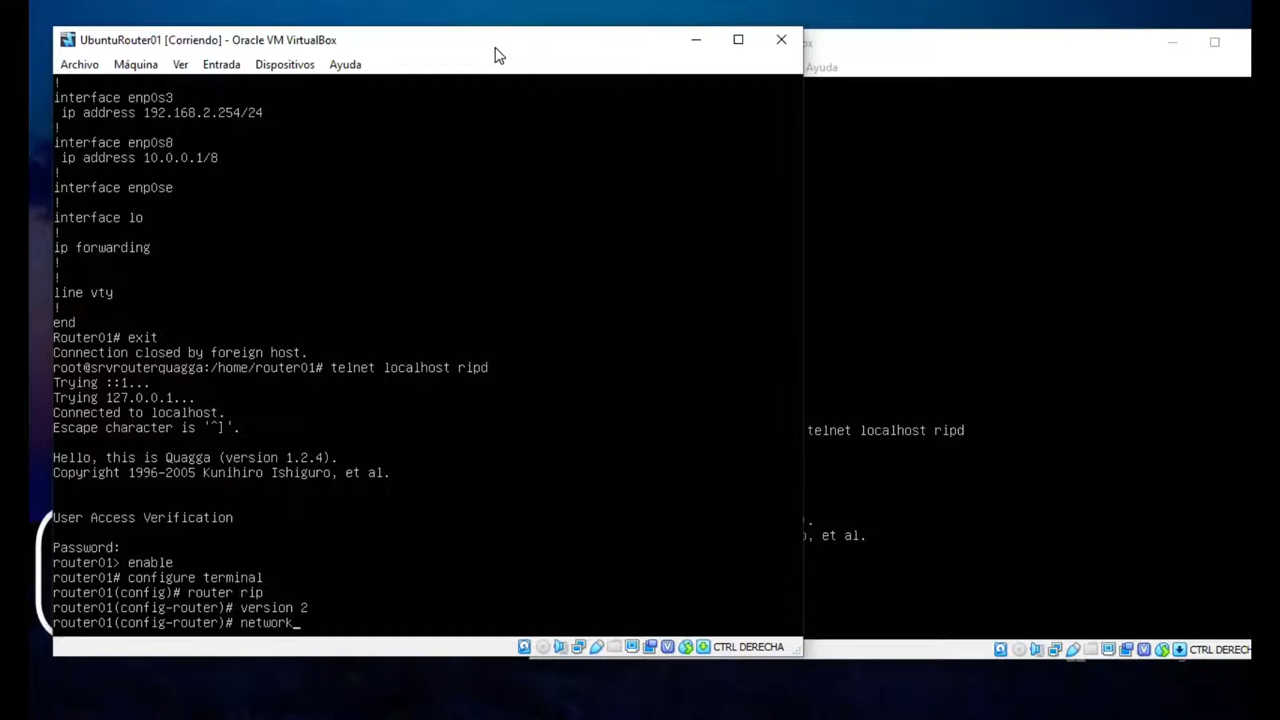 UbuntuRouter01 [Corriendo] - Oracle VM VirtualBox
Archivo Máquina Ver Entrada Dispositivos Ayuda
!
interface enp0s3
ip address 192.168.2.254/24
!
interface enp0s8
ip address 10.0.0.1/8
!
interface enp0se
!
interface lo
!
ip forwarding
!
!
line vty
!
end
Router01# exit
Connection closed by foreign host.
root@srvrouterquagga:/home/router01# telnet localhost ripd
Trying ::1...
Trying 127.0.0.1...
Connected to localhost.
Escape character is '^]'.
Hello, this is Quagga (version 1.2.4).
Copyright 1996-2005 Kunihiro Ishiguro, et al.
User Access Verification
Password:
router01> enable
router01# configure terminal
router01(config)# router rip
router01(config-router)# version 2
router01(config-router)# network_
CTRL DERECHA
ox
Ayuda
telnet localhost ripd
).
o, et al.
CTRL DERECH